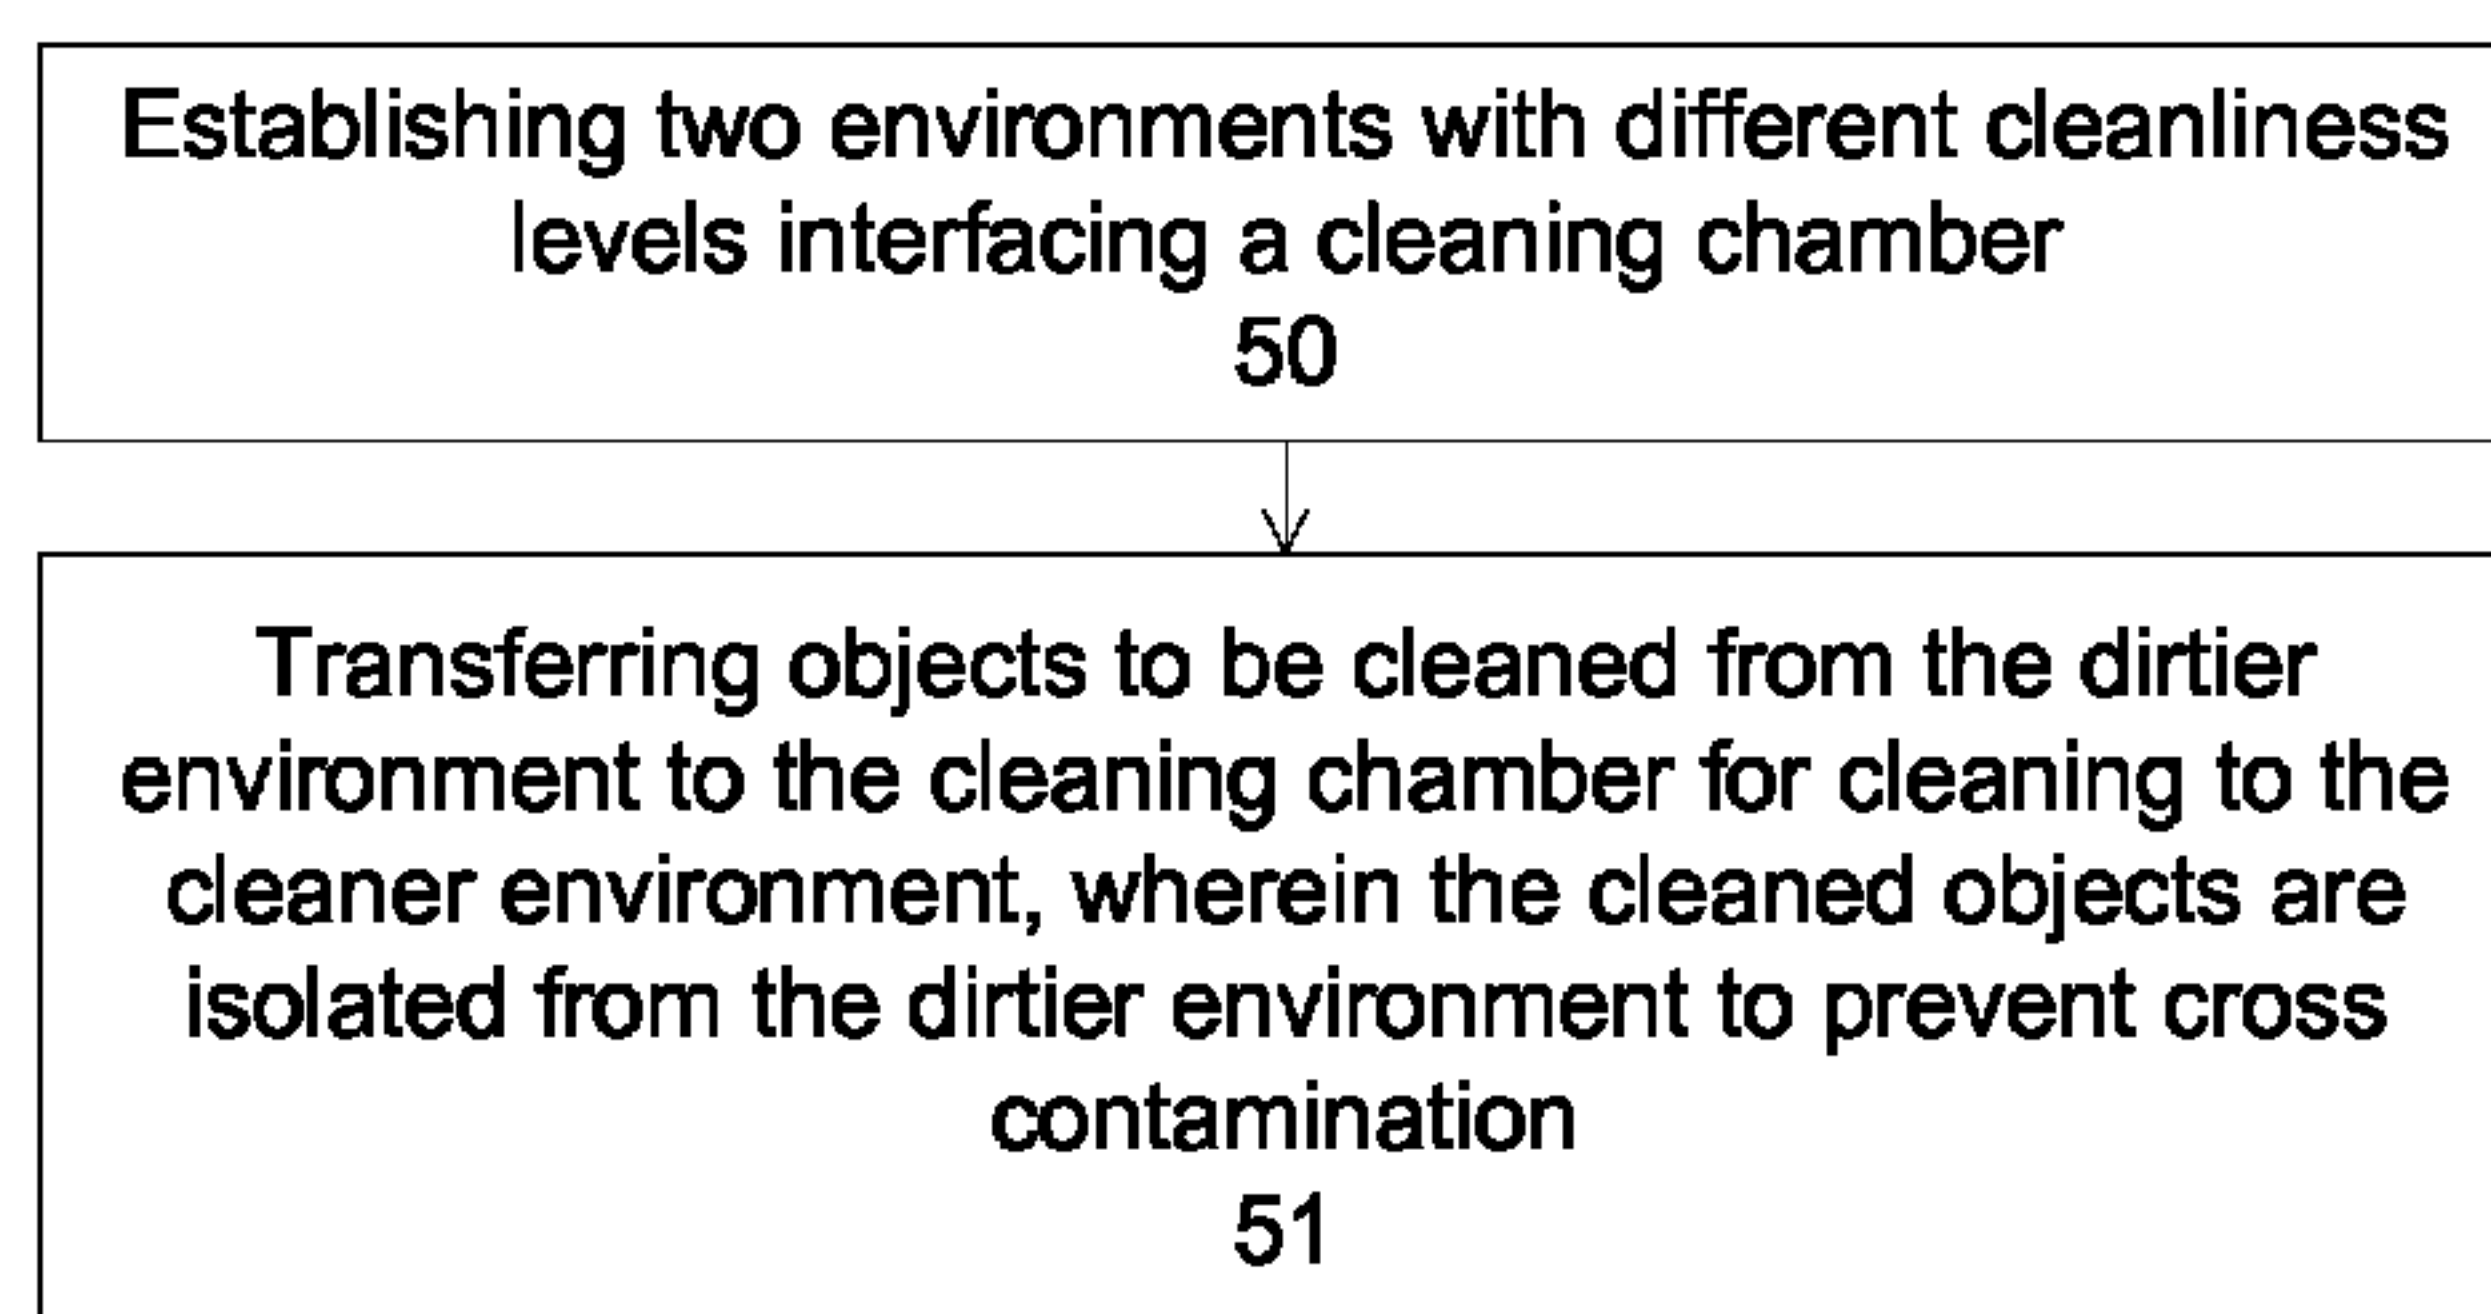 Establishing two environments with different cleanliness
levels interfacing a cleaning chamber
50
Transferring objects to be cleaned from the dirtier
environment to the cleaning chamber for cleaning to the
cleaner environment, wherein the cleaned objects are
isolated from the dirtier environment to prevent cross
contamination
51